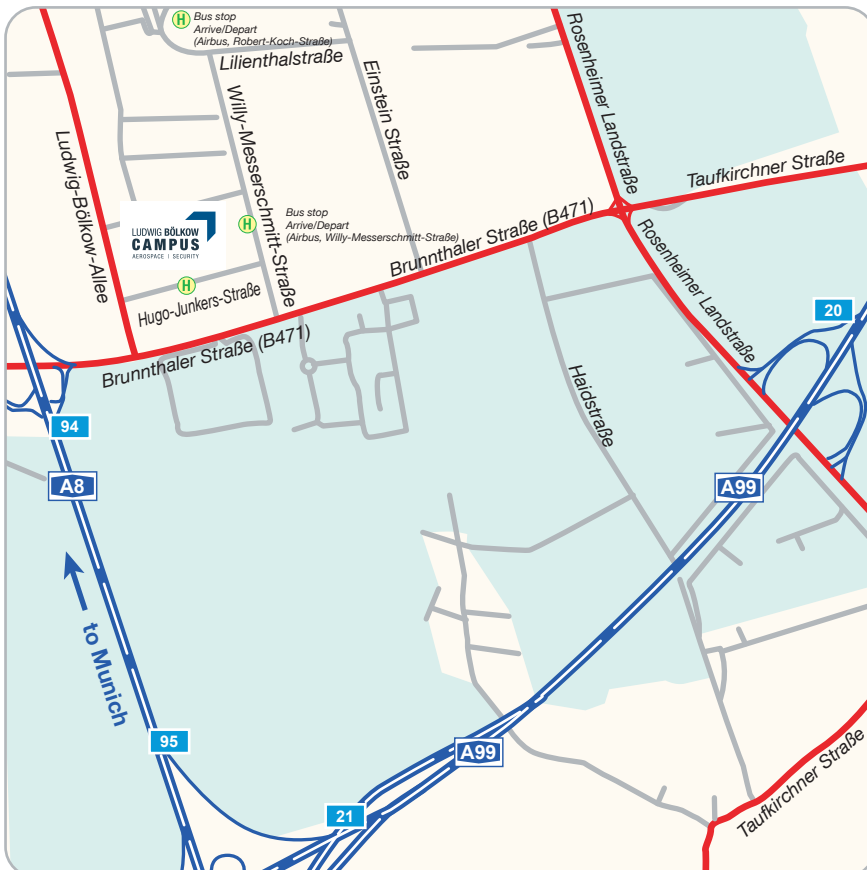 H
Bus stop
Arrive/Depart
(Airbus, Robert-Koch-Straße)
Lilienthalstraße
Einstein Straße
Rosenheimer Landstraße
Willy-Messerschmitt-Straße
Ludwig-Bölkow-Allee
Taufkirchner Straße
LUDWIG BÖLKOW
CAMPUS
AEROSPACE | SECURITY
H
Bus stop
Arrive/Depart
(Airbus, Willy-Messerschmitt-Straße)
Brunnthaler Straße (B471)
Rosenheimer Landstraße
H
Hugo-Junkers-Straße
20
Brunnthaler Straße (B471)
Haidstraße
94
A8
A99
to Munich
95
A99
21
Taufkirchner Straße